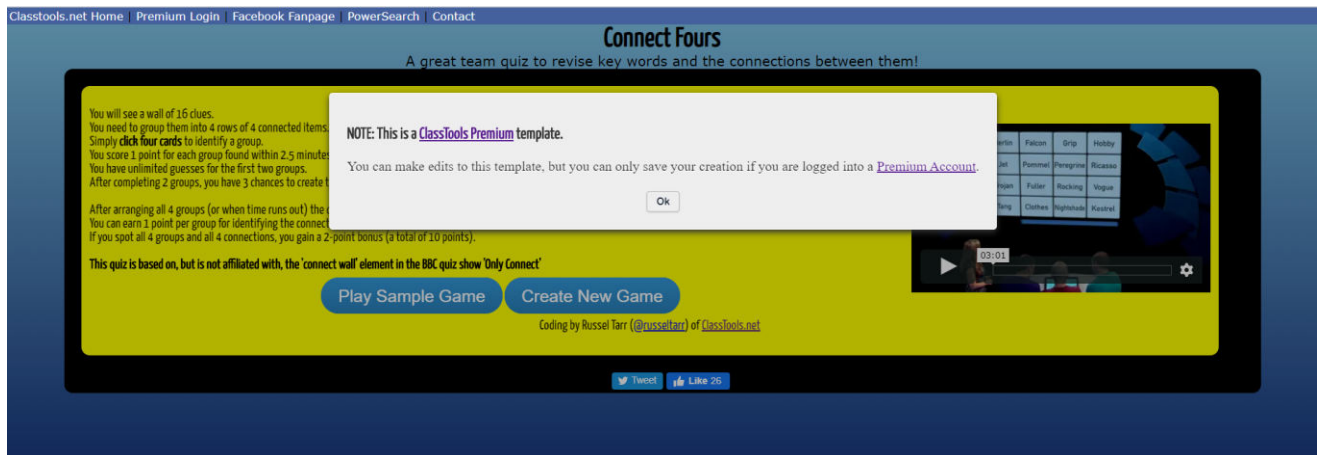 Classtools.net Home | Premium Login | Facebook Fanpage | PowerSearch | Contact
Connect Fours
A great team quiz to revise key words and the connections between them!
You will see a wall of 16 clues.
You need to group them into 4 rows of 4 connected items.
Simply click four cards to identify a group.
You score 1 point for each group found within 2.5 minutes
You have unlimited guesses for the first two groups.
After completing 2 groups, you have 3 chances to create t
After arranging all 4 groups (or when time runs out) the
You can earn 1 point per group for identifying the connect
If you spot all 4 groups and all 4 connections, you gain a 2-point bonus (a total of 10 points).
This quiz is based on, but is not affiliated with, the 'connect wall' element in the BBC quiz show 'Only Connect'
NOTE: This is a ClassTools Premium template.
You can make edits to this template, but you can only save your creation if you are logged into a Premium Account.
Ok
Falcon Grip Hobby
Jet Pommel Peregrine Ricasso
Fuller Rocking Vogue
Tang Clothes Nightshade Kestrel
03:01
Play Sample Game Create New Game
Coding by Russel Tarr (@russeltarr) of ClassTools.net
Tweet Like 26